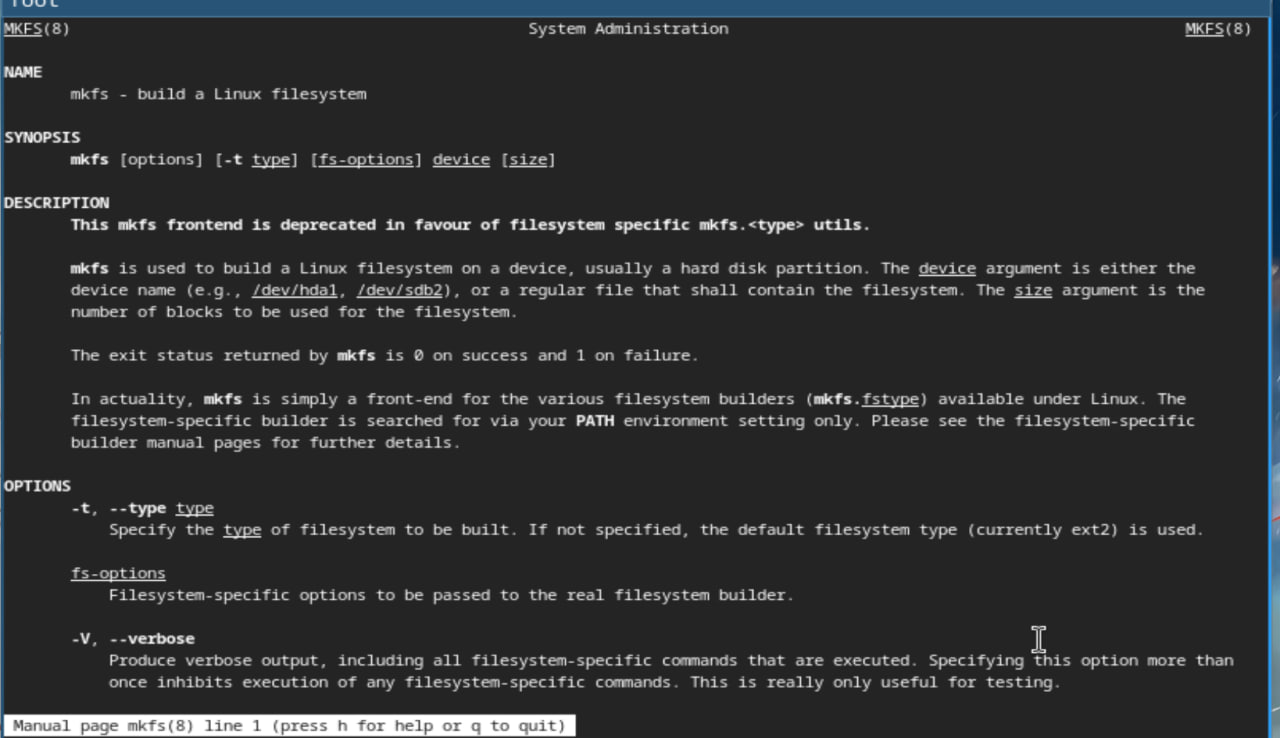 root
MKFS(8) System Administration MKFS(8)
NAME
mkfs - build a Linux filesystem
SYNOPSIS
mkfs [options] [-t type] [fs-options] device [size]
DESCRIPTION
This mkfs frontend is deprecated in favour of filesystem specific mkfs.<type> utils.
mkfs is used to build a Linux filesystem on a device, usually a hard disk partition. The device argument is either the
device name (e.g., /dev/hda1, /dev/sdb2), or a regular file that shall contain the filesystem. The size argument is the
number of blocks to be used for the filesystem.
The exit status returned by mkfs is 0 on success and 1 on failure.
In actuality, mkfs is simply a front-end for the various filesystem builders (mkfs.fstype) available under Linux. The
filesystem-specific builder is searched for via your PATH environment setting only. Please see the filesystem-specific
builder manual pages for further details.
OPTIONS
-t, --type type
Specify the type of filesystem to be built. If not specified, the default filesystem type (currently ext2) is used.
fs-options
Filesystem-specific options to be passed to the real filesystem builder.
-V, --verbose
Produce verbose output, including all filesystem-specific commands that are executed. Specifying this option more than
once inhibits execution of any filesystem-specific commands. This is really only useful for testing.
Manual page mkfs(8) line 1 (press h for help or q to quit)